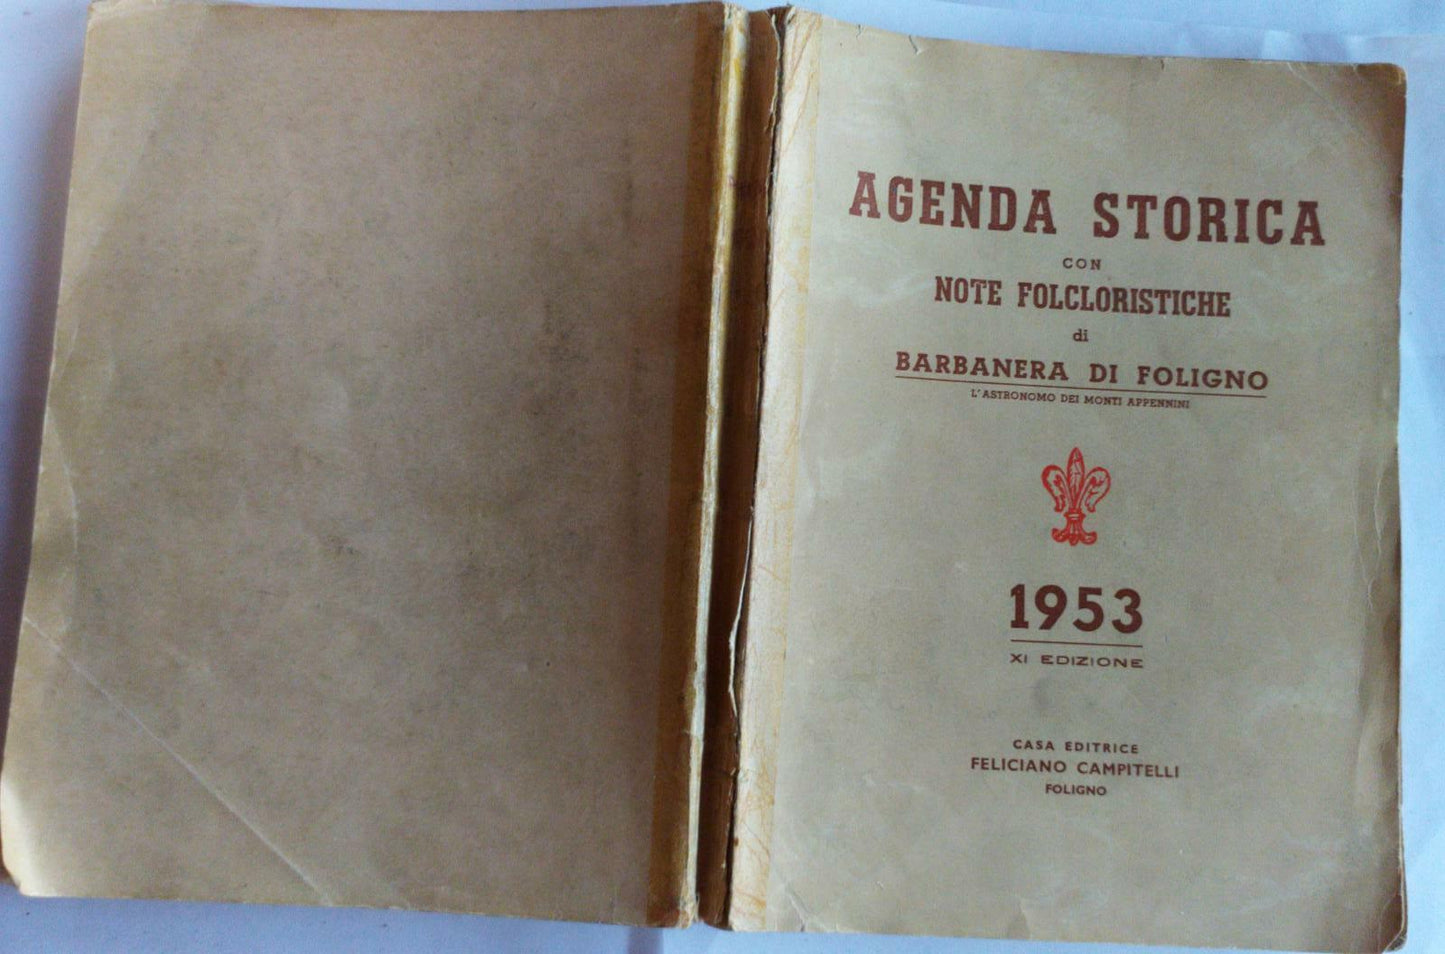 AGENDA STORICA
CON
NOTE FOLCLORISTICHE
di
BARBANERA DI FOLIGNO
L'ASTRONOMO DEI MONTI APPENNINI
1953
XI EDIZIONE
CASA EDITRICE
FELICIANO CAMPITELLI
FOLIGNO